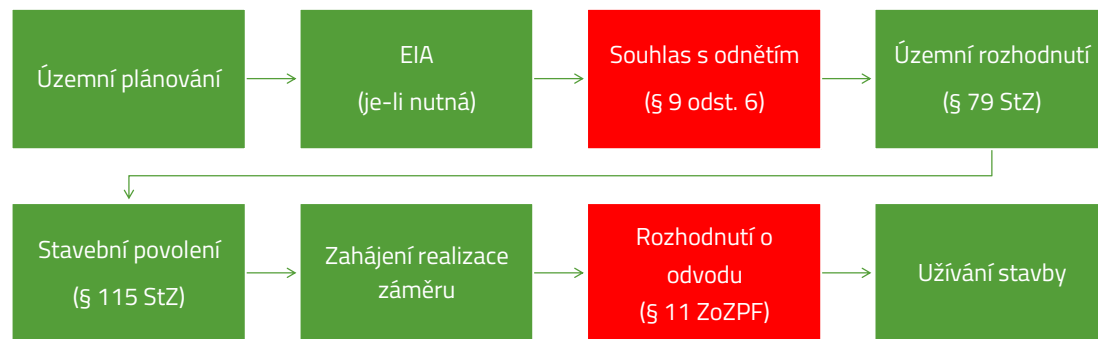 Územní plánování
EIA
(je-li nutná)
Souhlas s odnětím
(§ 9 odst. 6)
Územní rozhodnutí
(§ 79 StZ)
Stavební povolení
(§ 115 StZ)
Zahájení realizace
záměru
Rozhodnutí o
odvodu
(§ 11 ZoZPF)
Užívání stavby